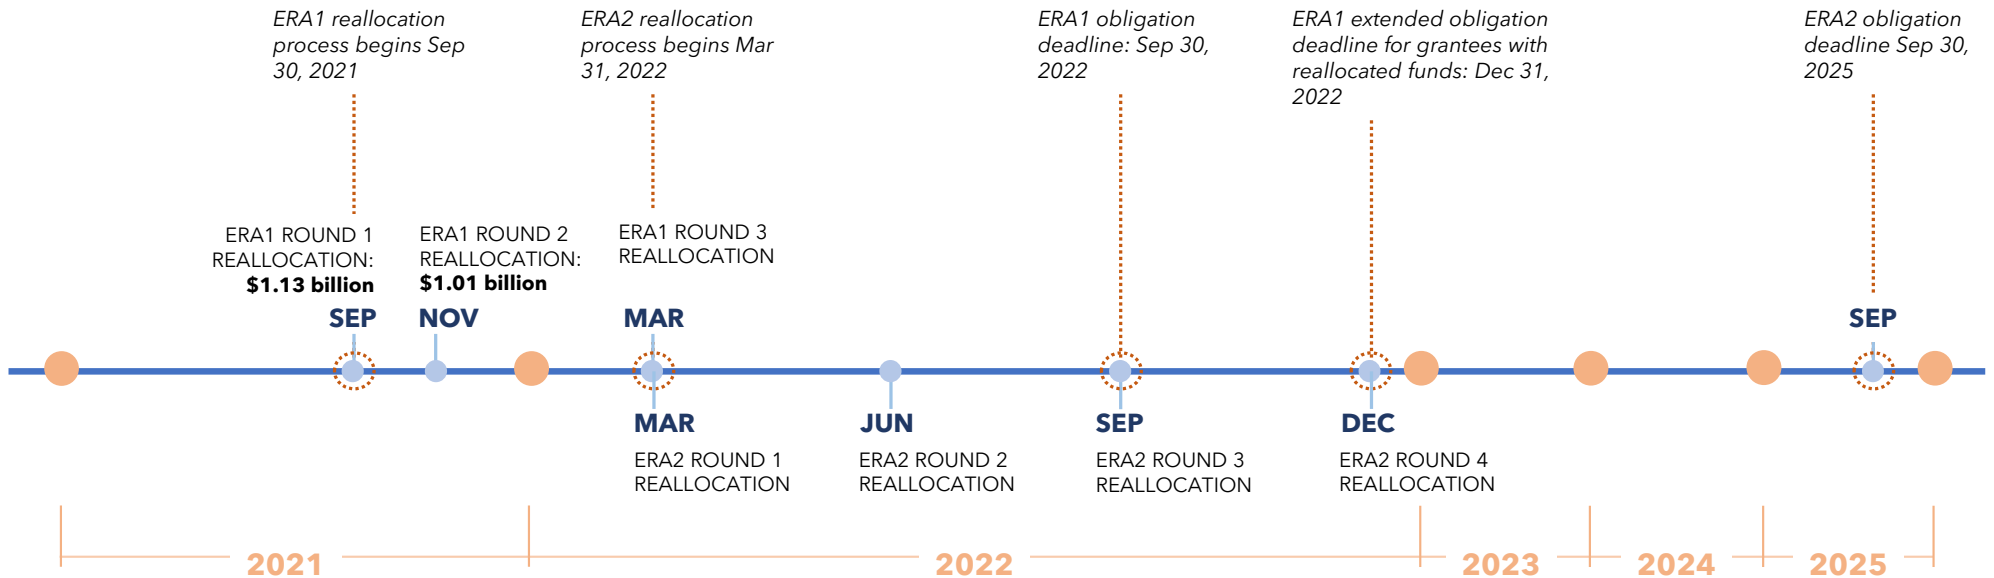 ERA1 reallocation
process begins Sep
30, 2021
ERA2 reallocation
process begins Mar
31, 2022
ERA1 obligation
deadline: Sep 30,
2022
ERA1 extended obligation
deadline for grantees with
reallocated funds: Dec 31,
2022
ERA2 obligation
deadline Sep 30,
2025
ERA1 ROUND 1
REALLOCATION:
$1.13 billion
ERA1 ROUND 2
REALLOCATION:
$1.01 billion
ERA1 ROUND 3
REALLOCATION
SEP
NOV
MAR
SEP
MAR
ERA2 ROUND 1
REALLOCATION
JUN
ERA2 ROUND 2
REALLOCATION
SEP
ERA2 ROUND 3
REALLOCATION
DEC
ERA2 ROUND 4
REALLOCATION
2021
2022
2023
2024
2025